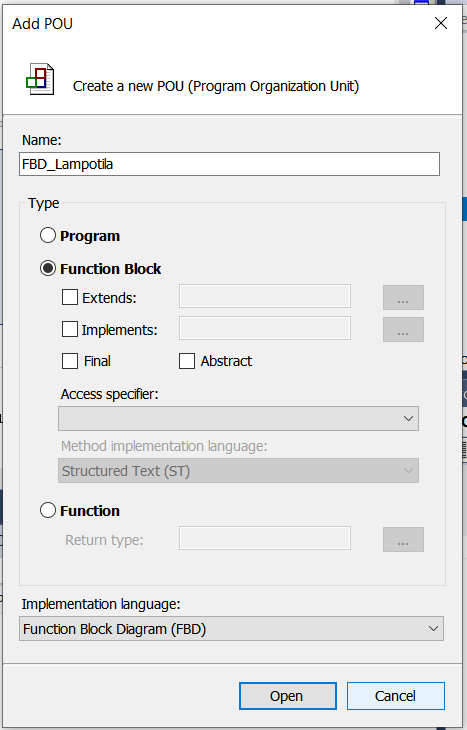 Add POU
Create a new POU (Program Organization Unit)
Name:
FBD_Lampotila
Type
Program
Function Block
Extends:
...
Implements:
...
Final Abstract
Access specifier:
Method implementation language:
Structured Text (ST)
Function
Return type:
...
Implementation language:
Function Block Diagram (FBD)
Open Cancel